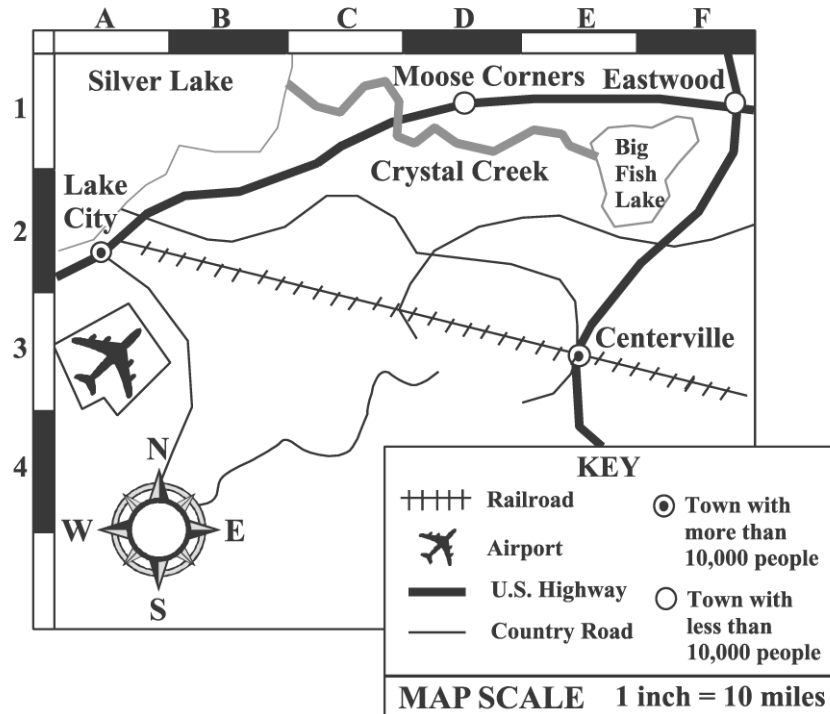 A B C D E F
Silver Lake
Moose Corners
Eastwood
1
Big
Fish
Lake
Crystal Creek
Lake
City
2
3
Centerville
4
N
W
E
S
KEY
Railroad
Airport
U.S. Highway
Country Road
Town with
more than
10,000 people
Town with
less than
10,000 people
MAP SCALE 1 inch = 10 miles